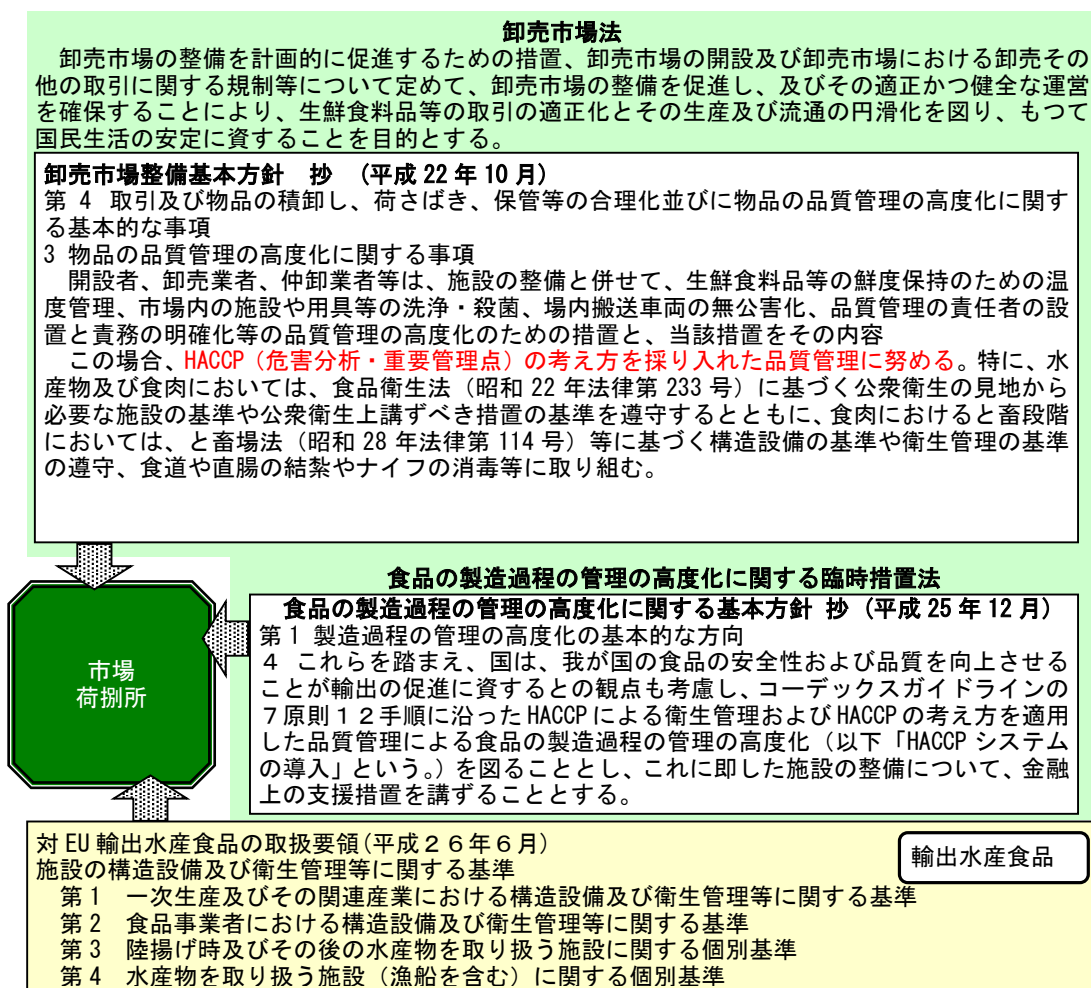 卸売市場法
卸売市場の整備を計画的に促進するための措置、卸売市場の開設及び卸売市場における卸売その
他の取引に関する規制等について定めて、卸売市場の整備を促進し、及びその適正かつ健全な運営
を確保することにより、生鮮食料品等の取引の適正化とその生産及び流通の円滑化を図り、もつて
国民生活の安定に資することを目的とする。
卸売市場整備基本方針 抄 (平成 22 年 10 月)
第 4 取引及び物品の積卸し、荷さばき、保管等の合理化並びに物品の品質管理の高度化に関す
る基本的な事項
3 物品の品質管理の高度化に関する事項
開設者、卸売業者、仲卸業者等は、施設の整備と併せて、生鮮食料品等の鮮度保持のための温
度管理、市場内の施設や用具等の洗浄・殺菌、場内搬送車両の無公害化、品質管理の責任者の設
置と責務の明確化等の品質管理の高度化のための措置と、当該措置をその内容
この場合、HACCP(危害分析・重要管理点)の考え方を採り入れた品質管理に努める。特に、水
産物及び食肉においては、食品衛生法(昭和 22 年法律第 233 号)に基づく公衆衛生の見地から
必要な施設の基準や公衆衛生上講ずべき措置の基準を遵守するとともに、食肉におけると畜段階
においては、と畜場法(昭和 28 年法律第 114 号)等に基づく構造設備の基準や衛生管理の基準
の遵守、食道や直腸の結紮やナイフの消毒等に取り組む。
市場
荷捌所
食品の製造過程の管理の高度化に関する臨時措置法
食品の製造過程の管理の高度化に関する基本方針 抄 (平成 25 年 12 月)
第 1 製造過程の管理の高度化の基本的な方向
4 これらを踏まえ、国は、我が国の食品の安全性および品質を向上させる
ことが輸出の促進に資するとの観点も考慮し、コーデックスガイドラインの
7原則12手順に沿った HACCP による衛生管理および HACCP の考え方を適用
した品質管理による食品の製造過程の管理の高度化(以下「HACCP システム
の導入」という。)を図ることとし、これに即した施設の整備について、金融
上の支援措置を講ずることとする。
対 EU 輸出水産食品の取扱要領(平成26年6月)
輸出水産食品
施設の構造設備及び衛生管理等に関する基準
第 1 一次生産及びその関連産業における構造設備及び衛生管理等に関する基準
第 2 食品事業者における構造設備及び衛生管理等に関する基準
第 3 陸揚げ時及びその後の水産物を取り扱う施設に関する個別基準
第 4 水産物を取り扱う施設(漁船を含む)に関する個別基準